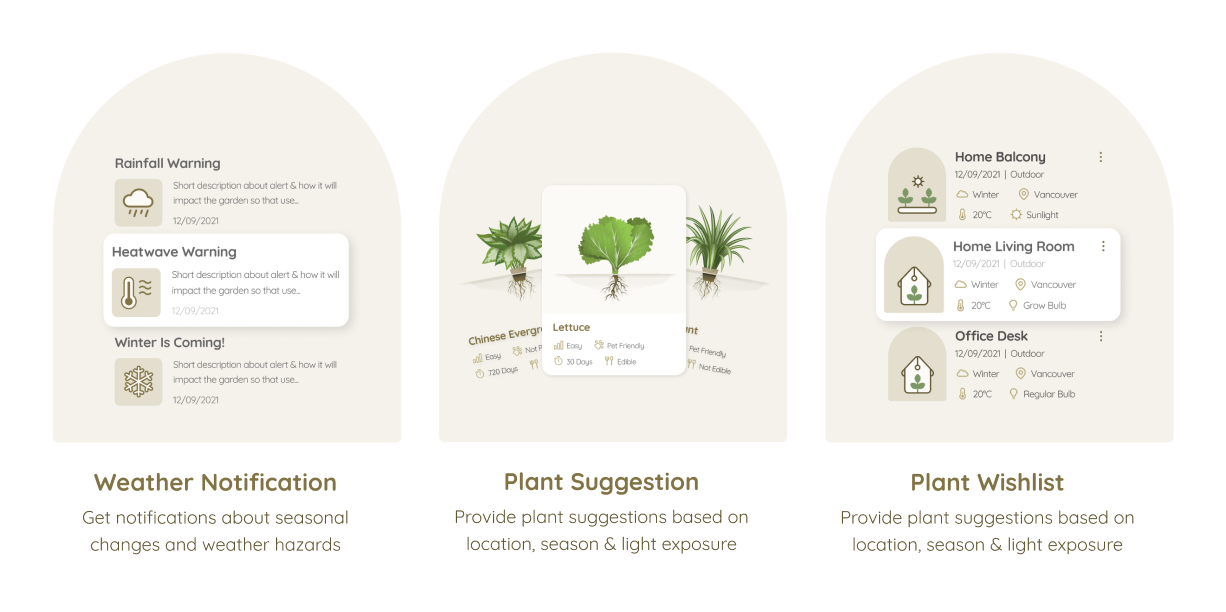 Rainfall Warning
Short description about alert & how it will
impact the garden so that use...
12/09/2021
Heatwave Warning
Short description about alert & how it will
impact the garden so that use...
12/09/2021
Winter Is Coming!
Short description about alert & how it will
impact the garden so that use...
12/09/2021
Weather Notification
Get notifications about seasonal
changes and weather hazards
Chinese
Easy
720 Days
Lettuce
Easy Pet Friendly
30 Days Edible
Pet Friendly
Not Edible
Plant Suggestion
Provide plant suggestions based on
location, season & light exposure
Home Balcony
12/09/2021 | Outdoor
Winter Vancouver
20°C Sunlight
Home Living Room
12/09/2021 | Outdoor
Winter Vancouver
20°C Grow Bulb
Office Desk
12/09/2021 | Outdoor
Winter Vancouver
20°C Regular Bulb
Plant Wishlist
Provide plant suggestions based on
location, season & light exposure